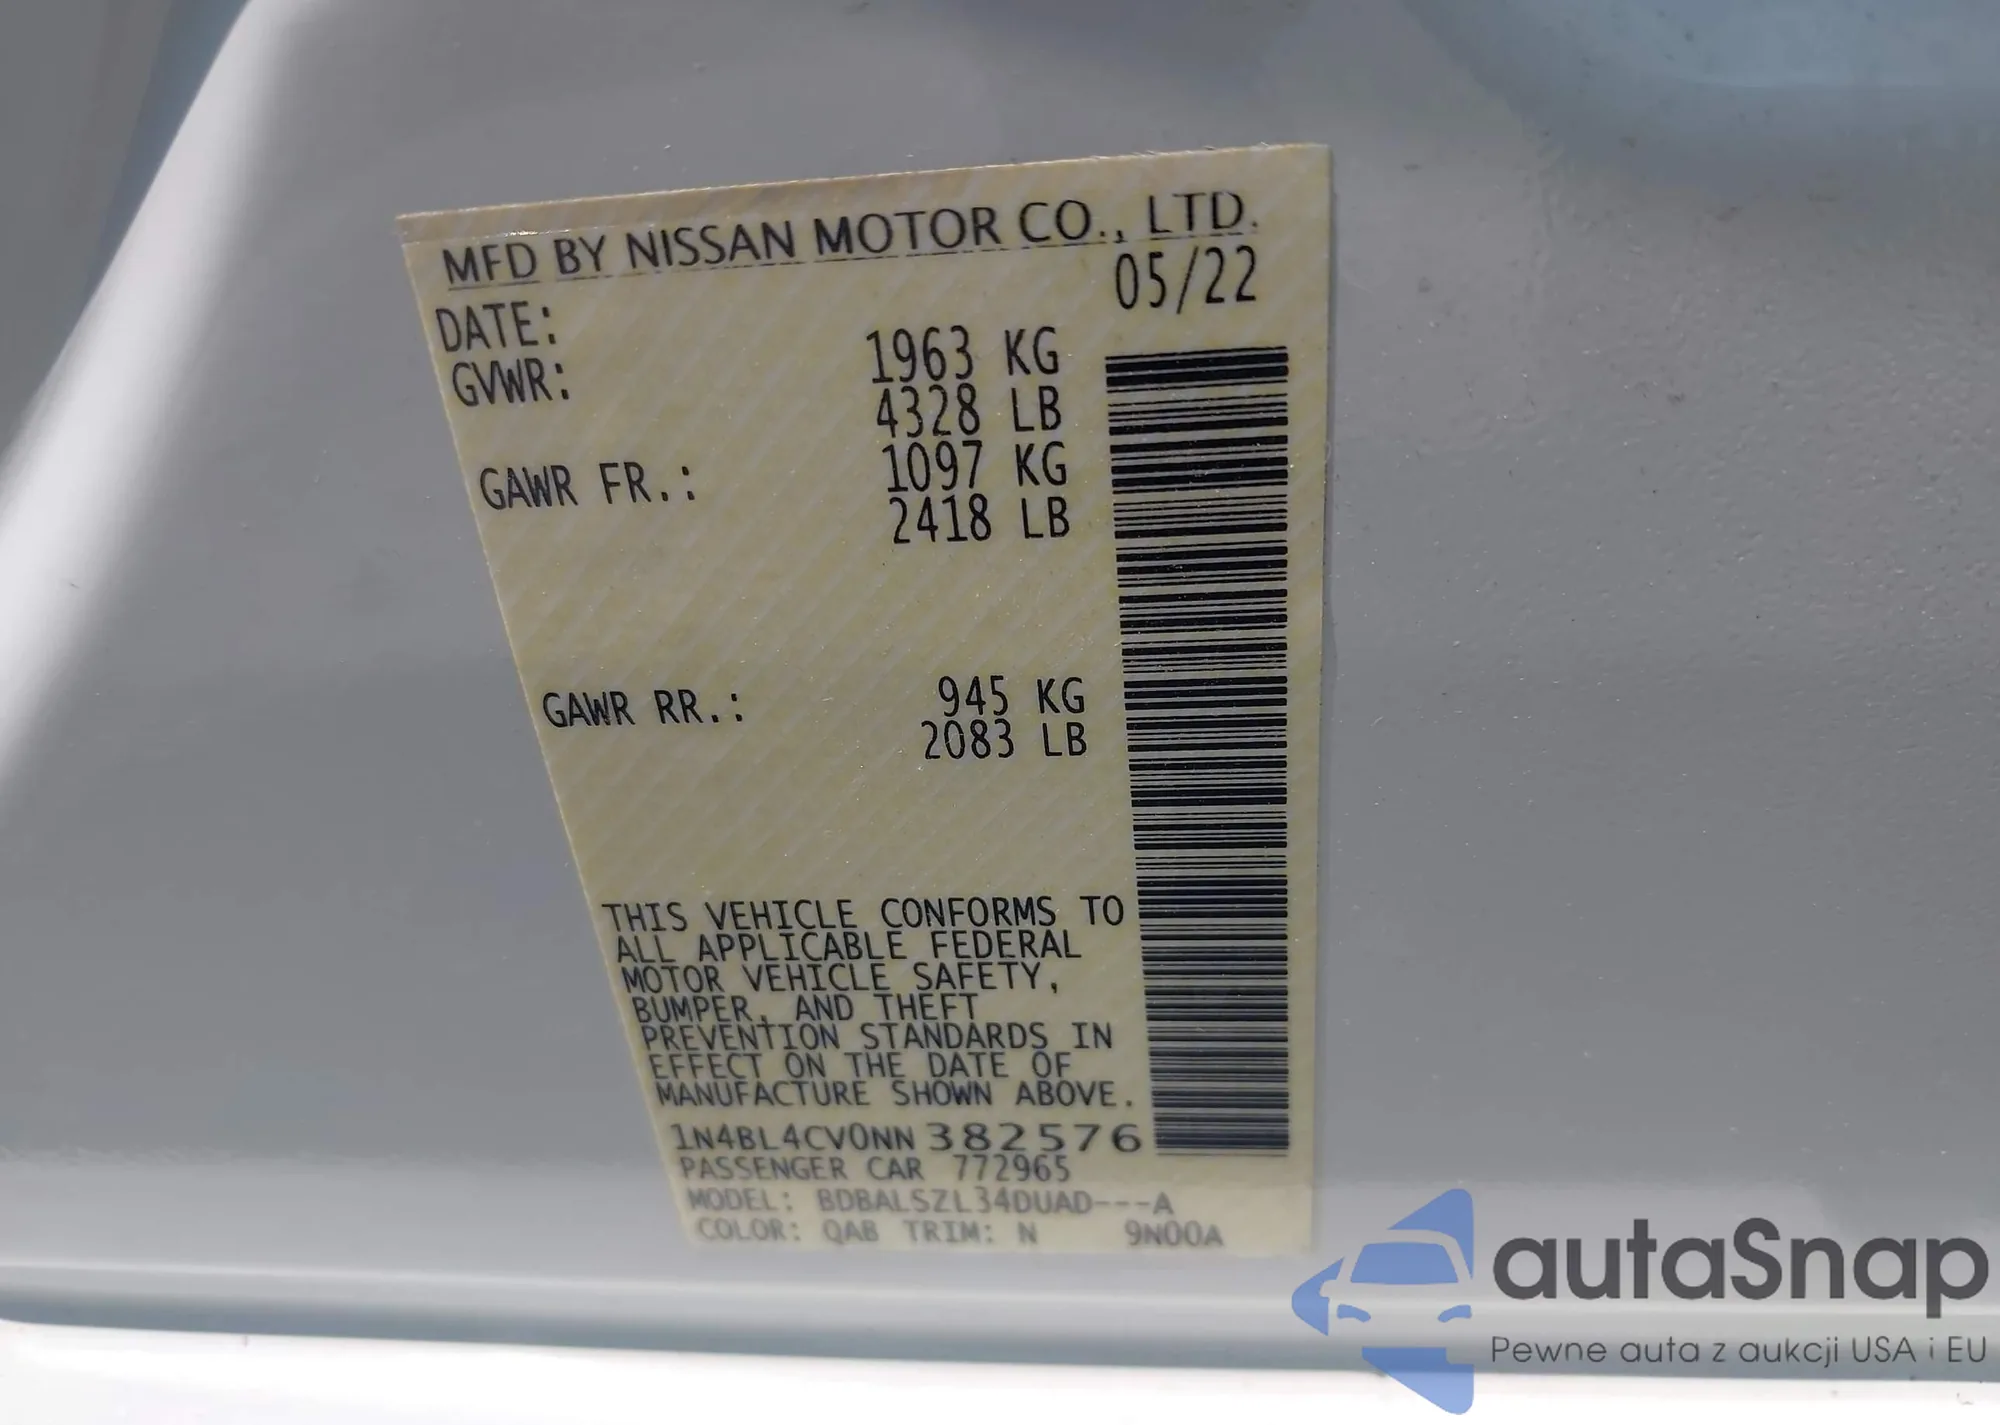 MFD BY NISSAN MOTOR CO., LTD.
DATE: 05/22
GVWR: 1963 KG
4328 LB
GAWR FR.: 1097 KG
2418 LB
GAWR RR.: 945 KG
2083 LB
THIS VEHICLE CONFORMS TO
ALL APPLICABLE FEDERAL
MOTOR VEHICLE SAFETY,
BUMPER, AND THEFT
PREVENTION STANDARDS IN
EFFECT ON THE DATE OF
MANUFACTURE SHOWN ABOVE.
1N4BL4CV0NN382576
PASSENGER CAR 772965
MODEL: BDBALSZL34DUAD---A
COLOR: QAB TRIM: N 9N00A
autaSnap
Pewne auta z aukcji USA i EU